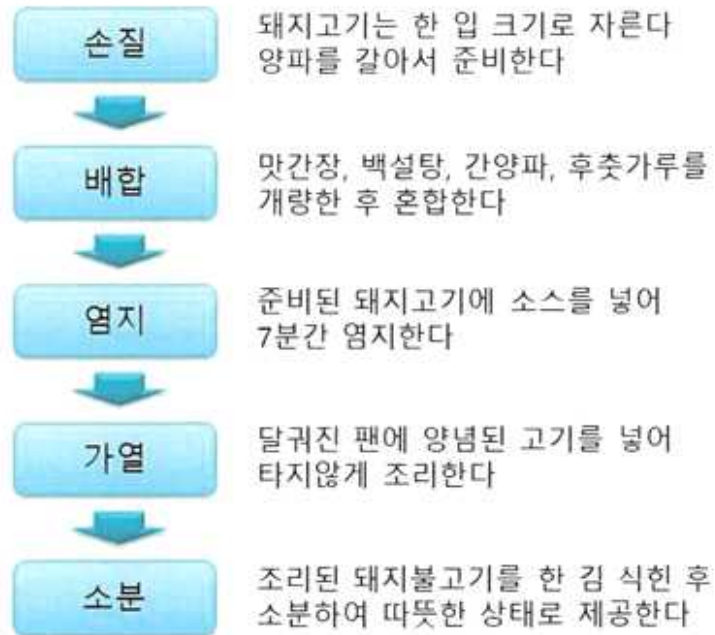 손질
돼지고기는 한 입 크기로 자른다
양파를 갈아서 준비한다
배합
맛간장, 백설탕, 간양파, 후춧가루를
개량한 후 혼합한다
염지
준비된 돼지고기에 소스를 넣어
7분간 염지한다
가열
달궈진 팬에 양념된 고기를 넣어
타지않게 조리한다
소분
조리된 돼지불고기를 한 김 식힌 후
소분하여 따뜻한 상태로 제공한다